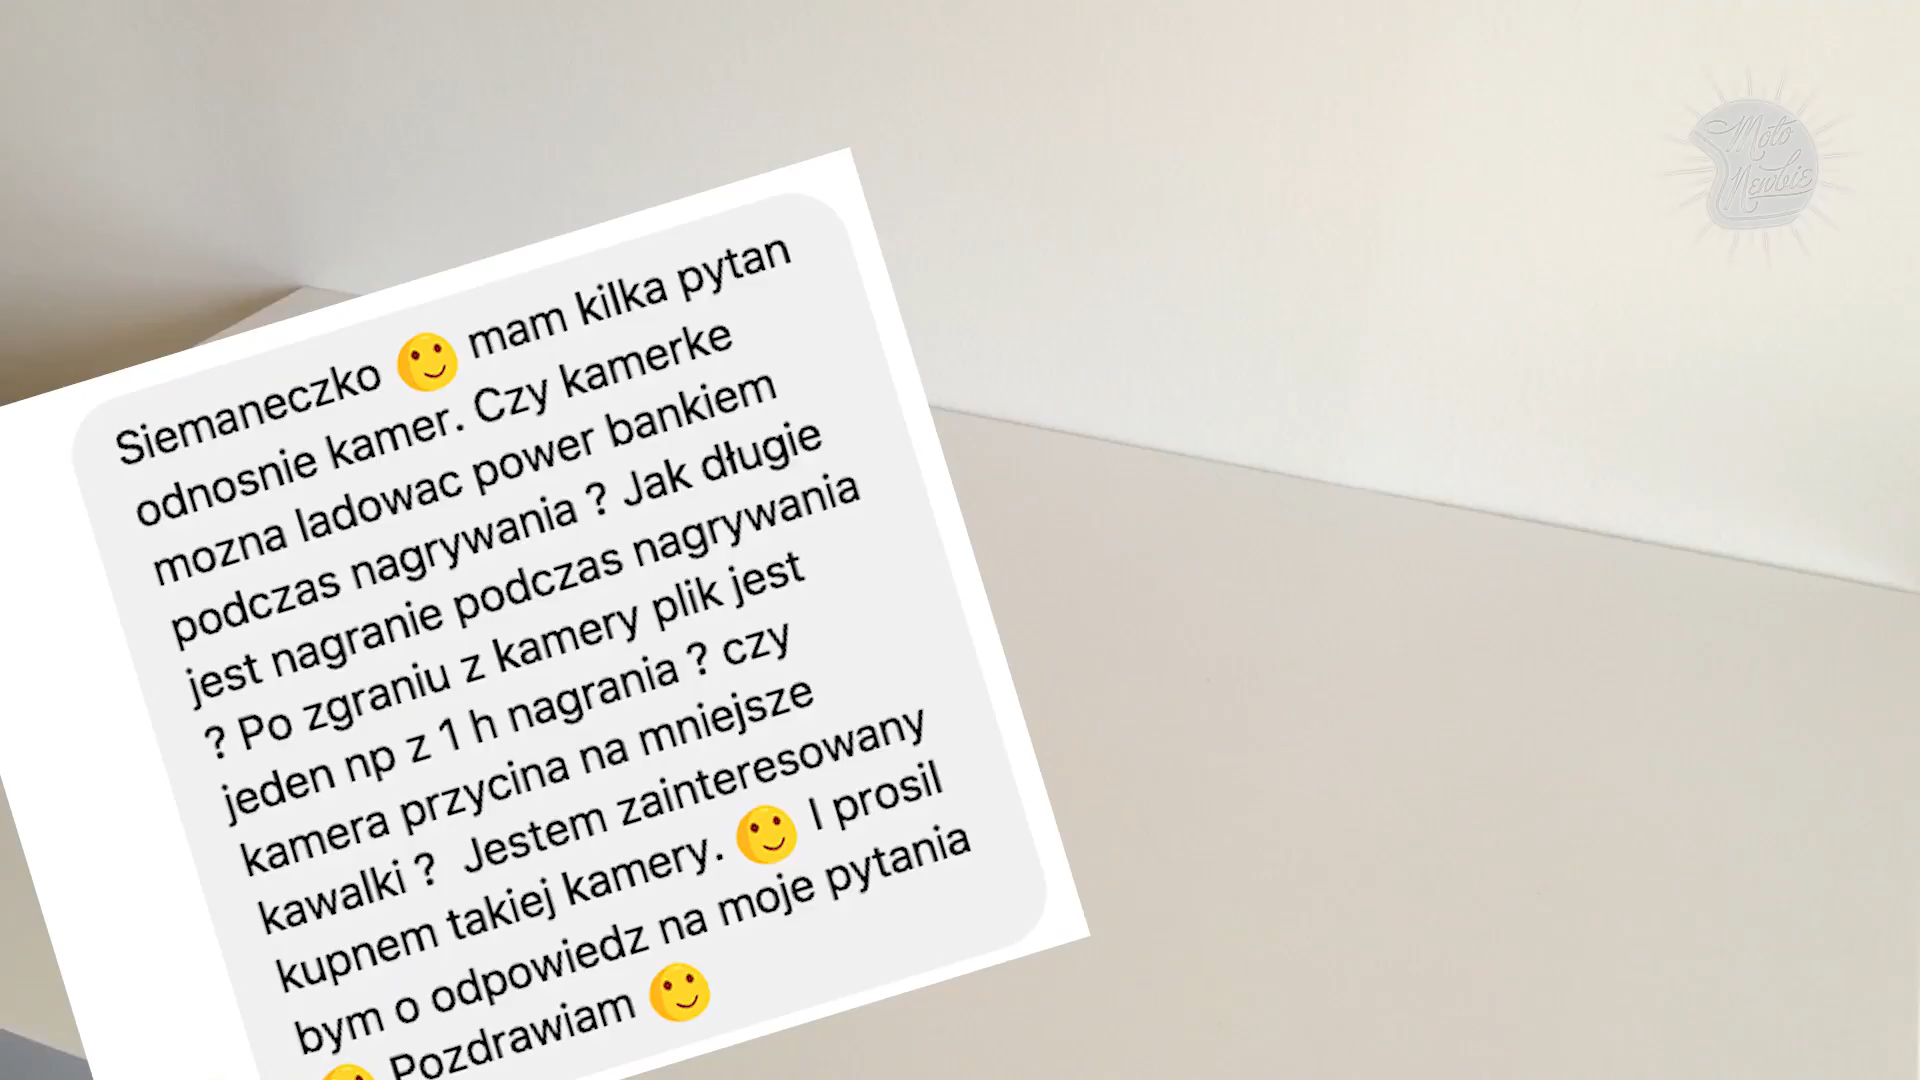 Moto
Newbie
Siemaneczko 🙂 mam kilka pytan
odnosnie kamer. Czy kamerke
mozna ladowac power bankiem
podczas nagrywania ? Jak długie
jest nagranie podczas nagrywania
? Po zgraniu z kamery plik jest
jeden np z 1 h nagrania ? czy
kamera przycina na mniejsze
kawalki ?  Jestem zainteresowany
kupnem takiej kamery. 🙂 I prosil
bym o odpowiedz na moje pytania
🙂 Pozdrawiam 🙂